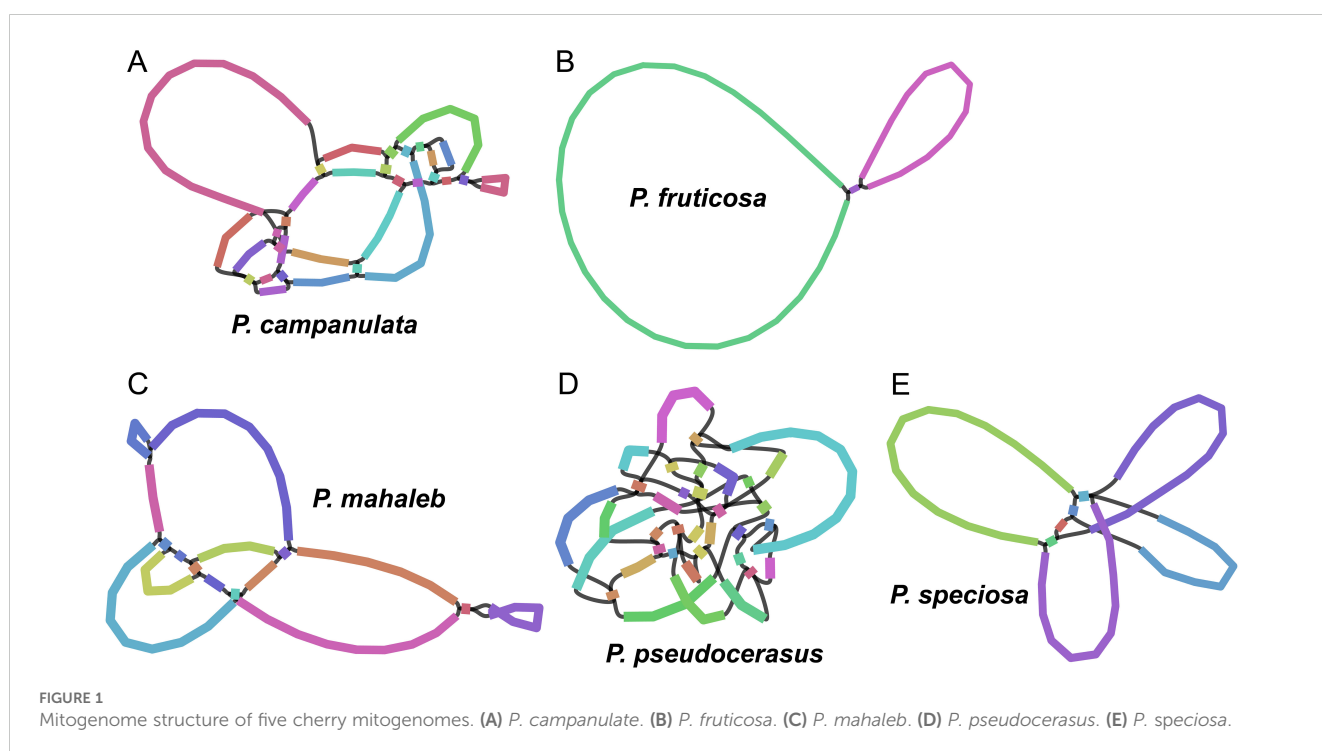 A
B
P. fruticosa
P. campanulata
C
D
E
P. mahaleb
P. speciosa
P. pseudocerasus
FIGURE 1
Mitogenome structure of five cherry mitogenomes. (A) P. campanulate. (B) P. fruticosa. (C) P. mahaleb. (D) P. pseudocerasus. (E) P. speciosa.